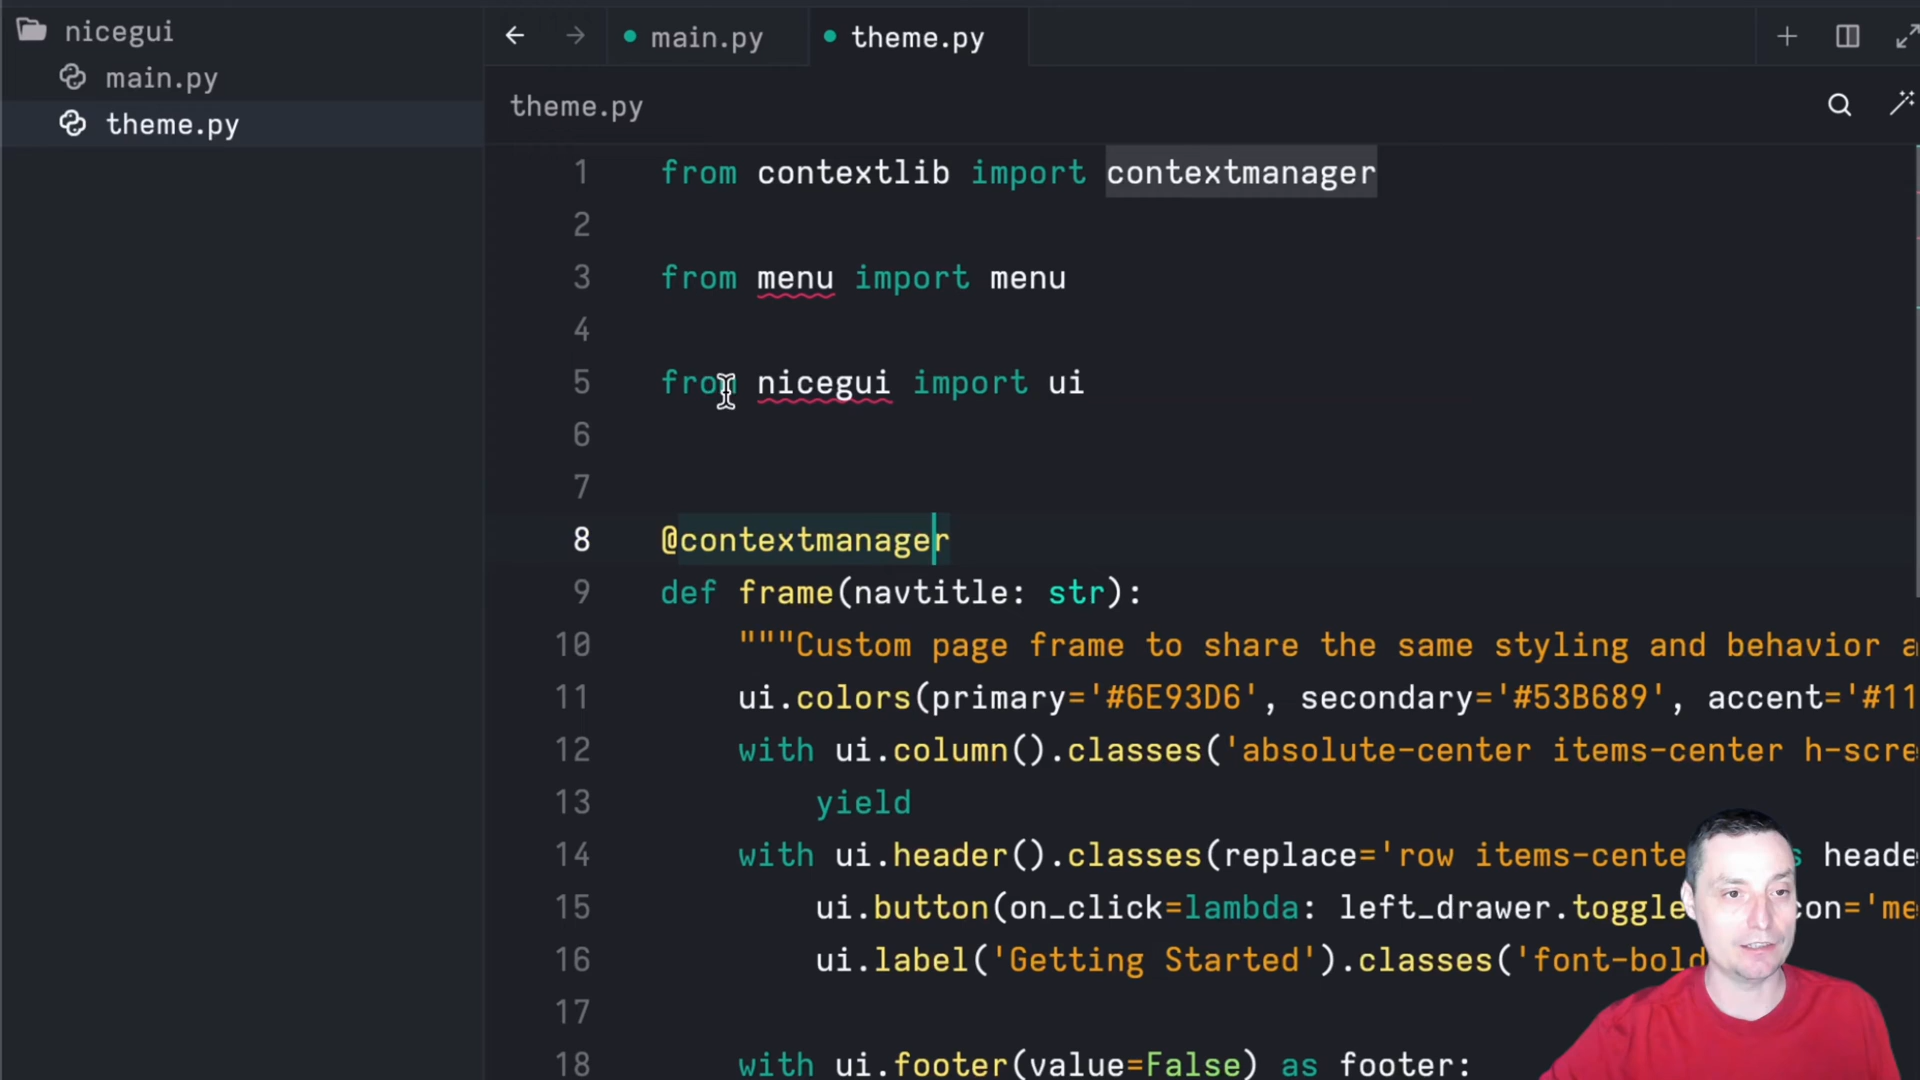 nicegui
main.py
theme.py
main.py
theme.py
theme.py
1 from contextlib import contextmanager
2
3 from menu import menu
4
5 from nicegui import ui
6
7
8 @contextmanager
9 def frame(navtitle: str):
10 """Custom page frame to share the same styling and behavior a
11 ui.colors(primary='#6E93D6', secondary='#53B689', accent='#11
12 with ui.column().classes('absolute-center items-center h-scre
13 yield
14 with ui.header().classes(replace='row items-cente s heade
15 ui.button(on_click=lambda: left_drawer.toggle con='me
16 ui.label('Getting Started').classes('font-bold
17
18 with ui.footer(value=False) as footer: